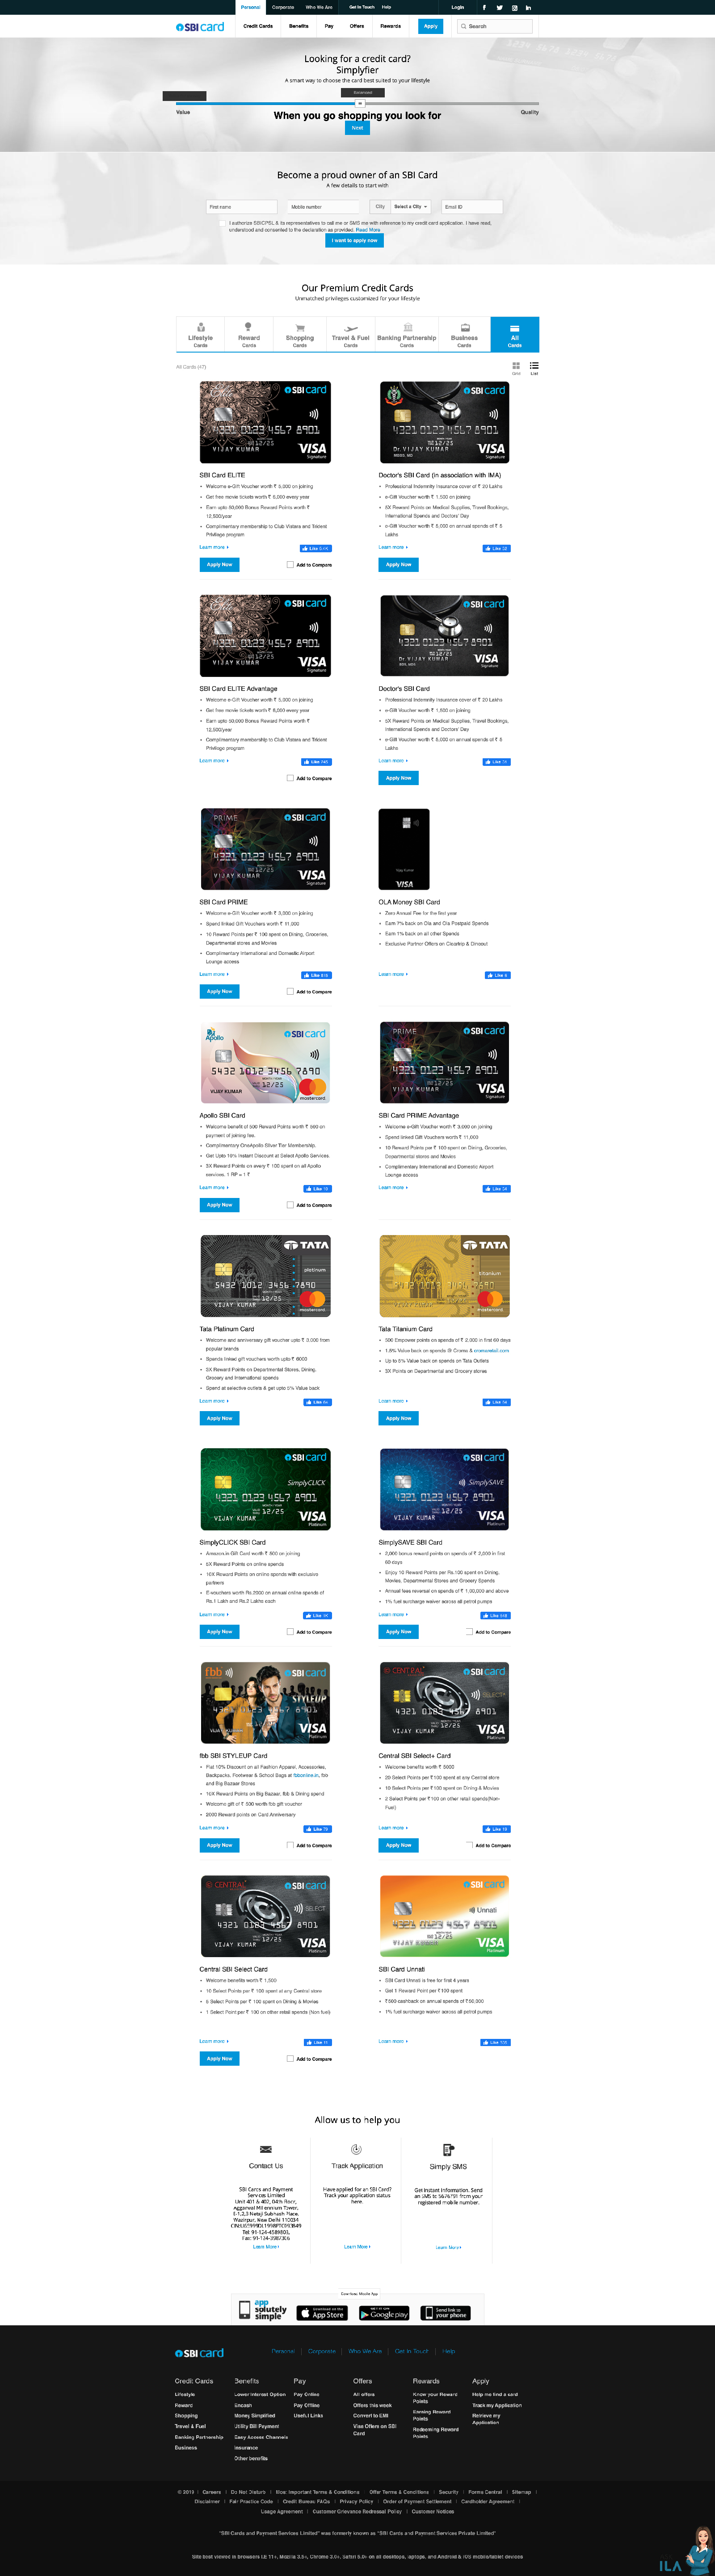 Personal Corporate Who We Are Get In Touch Help Login
SBI card Credit Cards Benefits Pay Offers Rewards Apply Search
Looking for a credit card?
Simplyfier
A smart way to choose the card best suited to your lifestyle
Value Quality
When you go shopping you look for
Next
Become a proud owner of an SBI Card
A few details to start with
First name Mobile number City Select a City Email ID
I authorize SBICPSL & its representatives to call me or SMS me with reference to my credit card application. I have read,
understood and consented to the declaration as provided. Read More
I want to apply now
Our Premium Credit Cards
Unmatched privileges customized for your lifestyle
Lifestyle Cards
Reward Cards
Shopping Cards
Travel & Fuel Cards
Banking Partnership Cards
Business Cards
All Cards
All Cards (47) Grid List
SBI Card ELITE
Welcome e-Gift Voucher worth ₹ 5,000 on joining
Get free movie tickets worth ₹ 6,000 every year
Earn upto 50,000 Bonus Reward Points worth ₹
12,500/year
Complimentary membership to Club Vistara and Trident
Privilege program
Learn more
Apply Now Add to Compare
Doctor's SBI Card (in association with IMA)
Professional Indemnity Insurance cover of ₹ 20 Lakhs
e-Gift Voucher worth ₹ 1,500 on joining
5X Reward Points on Medical Supplies, Travel Bookings,
International Spends and Doctors' Day
e-Gift Voucher worth ₹ 5,000 on annual spends of ₹ 5
Lakhs
Learn more
Apply Now
SBI Card ELITE Advantage
Welcome e-Gift Voucher worth ₹ 5,000 on joining
Get free movie tickets worth ₹ 6,000 every year
Earn upto 50,000 Bonus Reward Points worth ₹
12,500/year
Complimentary membership to Club Vistara and Trident
Privilege program
Learn more
Add to Compare
Doctor's SBI Card
Professional Indemnity Insurance cover of ₹ 20 Lakhs
e-Gift Voucher worth ₹ 1,500 on joining
5X Reward Points on Medical Supplies, Travel Bookings,
International Spends and Doctors' Day
e-Gift Voucher worth ₹ 5,000 on annual spends of ₹ 5
Lakhs
Learn more
Apply Now
SBI Card PRIME
Welcome e-Gift Voucher worth ₹ 3,000 on joining
Spend linked Gift Vouchers worth ₹ 11,000
10 Reward Points per ₹ 100 spent on Dining, Groceries,
Departmental stores and Movies
Complimentary International and Domestic Airport
Lounge access
Learn more
Apply Now Add to Compare
OLA Money SBI Card
Zero Annual Fee for the first year
Earn 7% back on Ola and Ola Postpaid Spends
Earn 1% back on all other Spends
Exclusive Partner Offers on Cleartrip & Dineout
Learn more
Apollo SBI Card
Welcome benefit of 500 Reward Points worth ₹ 500 on
payment of joining fee.
Complimentary OneApollo Silver Tier Membership.
Get Upto 10% Instant Discount at Select Apollo Services.
3X Reward Points on every ₹ 100 spent on all Apollo
services. 1 RP = 1 ₹
Learn more
Apply Now Add to Compare
SBI Card PRIME Advantage
Welcome e-Gift Voucher worth ₹ 3,000 on joining
Spend linked Gift Vouchers worth ₹ 11,000
10 Reward Points per ₹ 100 spent on Dining, Groceries,
Departmental stores and Movies
Complimentary International and Domestic Airport
Lounge access
Learn more
Tata Platinum Card
Welcome and anniversary gift voucher upto ₹ 3,000 from
popular brands
Spends linked gift vouchers worth upto ₹ 6000
3X Reward Points on Departmental Stores, Dining,
Grocery and International spends
Spend at selective outlets & get upto 5% Value back
Learn more
Apply Now
Tata Titanium Card
500 Empower points on spends of ₹ 2,000 in first 60 days
1.5% Value back on spends @ Croma & cromaretail.com
Up to 5% Value back on spends on Tata Outlets
3X Points on Departmental and Grocery stores
Learn more
Apply Now
SimplyCLICK SBI Card
Amazon.in Gift Card worth ₹ 500 on joining
5X Reward Points on online spends
10X Reward Points on online spends with exclusive
partners
E-vouchers worth Rs.2000 on annual online spends of
Rs.1 Lakh and Rs.2 Lakhs each
Learn more
Apply Now Add to Compare
SimplySAVE SBI Card
2,000 bonus reward points on spends of ₹ 2,000 in first
60 days
Enjoy 10 Reward Points per Rs.100 spent on Dining,
Movies, Departmental Stores and Grocery Spends
Annual fees reversal on spends of ₹ 1,00,000 and above
1% fuel surcharge waiver across all petrol pumps
Learn more
Apply Now Add to Compare
fbb SBI STYLEUP Card
Flat 10% Discount on all Fashion Apparel, Accessories,
Backpacks, Footwear & School Bags at fbbonline.in, fbb
and Big Bazaar Stores
10X Reward Points on Big Bazaar, fbb & Dining spend
Welcome gift of ₹ 500 worth fbb gift voucher
2000 Reward points on Card Anniversary
Learn more
Apply Now Add to Compare
Central SBI Select+ Card
Welcome benefits worth ₹ 5000
20 Select Points per ₹100 spent at any Central store
10 Select Points per ₹100 spent on Dining & Movies
2 Select Points per ₹100 on other retail spends(Non-
Fuel)
Learn more
Apply Now Add to Compare
Central SBI Select Card
Welcome benefits worth ₹ 1,500
10 Select Points per ₹ 100 spent at any Central store
5 Select Points per ₹ 100 spent on Dining & Movies
1 Select Point per ₹ 100 on other retail spends (Non fuel)
Learn more
Apply Now Add to Compare
SBI Card Unnati
SBI Card Unnati is free for first 4 years
Get 1 Reward Point per ₹100 spent
₹500 cashback on annual spends of ₹50,000
1% fuel surcharge waiver across all petrol pumps
Learn more
Allow us to help you
Contact Us
SBI Cards and Payment
Services Limited
Unit 401 & 402, 04th Floor,
Aggarwal Millennium Tower,
E-1,2,3 Netaji Subhash Place,
Wazirpur, New Delhi 110034
Learn More
Track Application
Have applied for an SBI Card?
Track your application status
here.
Learn More
Simply SMS
Get Instant Information. Send
an SMS to 5676791 from your
registered mobile number.
Learn More
Download Mobile App
app
solutely
simple
App Store
Google play
Send link to
your phone
SBI card Personal Corporate Who We Are Get In Touch Help
Credit Cards
Lifestyle
Reward
Shopping
Travel & Fuel
Banking Partnership
Business
Benefits
Lower Interest Option
Encash
Money Simplified
Utility Bill Payment
Easy Access Channels
Insurance
Other benefits
Pay
Pay Online
Pay Offline
Useful Links
Offers
All offers
Offers this week
Convert to EMI
Visa Offers on SBI
Card
Rewards
Know your Reward
Points
Earning Reward
Points
Redeeming Reward
Points
Apply
Help me find a card
Track my Application
Retrieve my
Application
© 2019 Careers Do Not Disturb Most Important Terms & Conditions Offer Terms & Conditions Security Forms Central Sitemap
Disclaimer Fair Practice Code Credit Bureau FAQs Privacy Policy Order of Payment Settlement Cardholder Agreement
Usage Agreement Customer Grievance Redressal Policy Customer Notices
"SBI Cards and Payment Services Limited" was formerly known as "SBI Cards and Payment Services Private Limited"
Site best viewed in browsers I.E 11+, Mozilla 3.5+, Chrome 3.0+, Safari 5.0+ on all desktops, laptops, and Android & iOS mobile/tablet devices
ILA